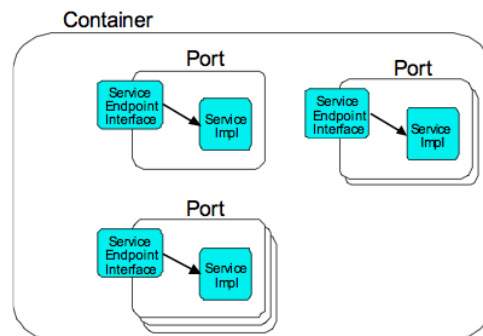 Container
Port
Service
Endpoint
Interface
Service
Impl
Port
Service
Endpoint
Interface
Service
Impl
Port
Service
Endpoint
Interface
Service
Impl